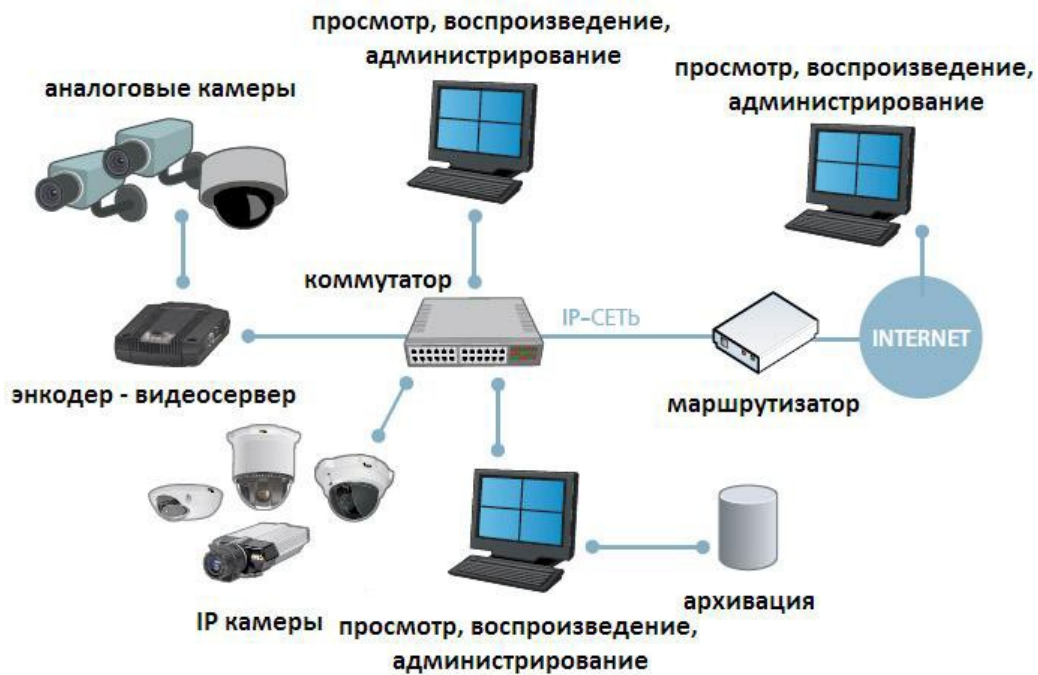 просмотр, воспроизведение,
администрирование
просмотр, воспроизведение,
администрирование
аналоговые камеры
коммутатор
IP-СЕТЬ
INTERNET
энкодер - видеосервер
маршрутизатор
IP камеры
просмотр, воспроизведение,
администрирование
архивация